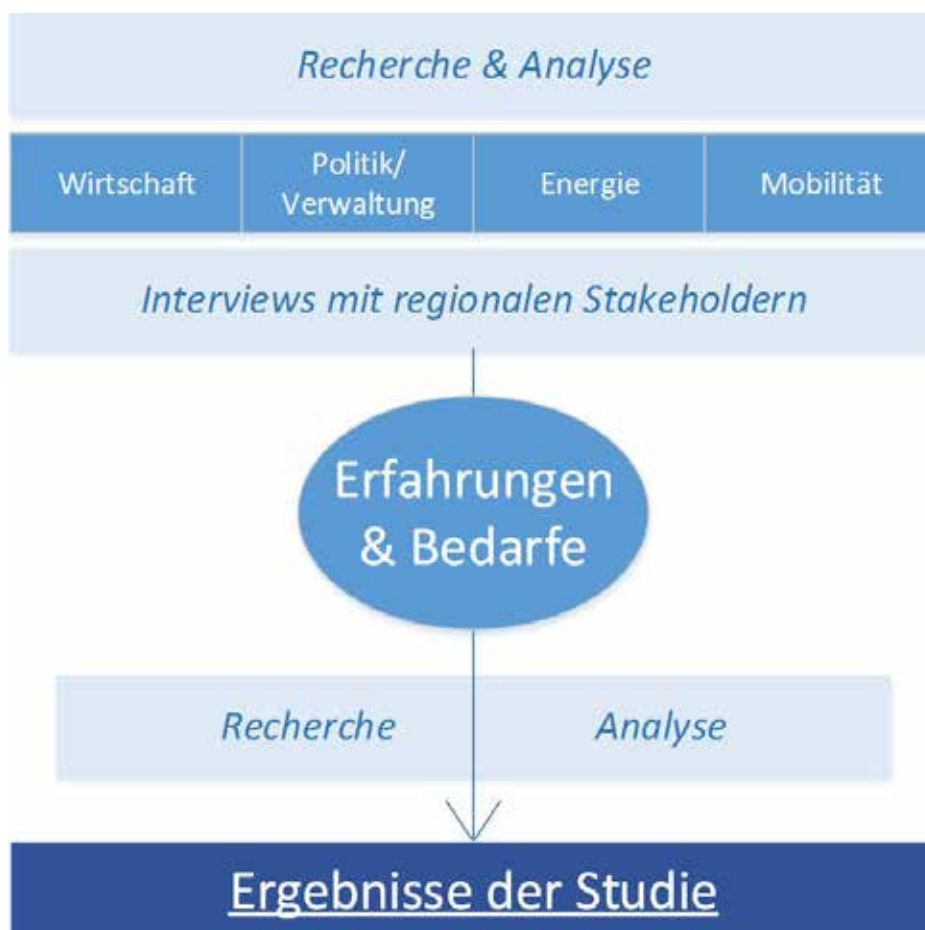 Recherche & Analyse
Wirtschaft
Politik/
Verwaltung
Energie
Mobilität
Interviews mit regionalen Stakeholdern
Erfahrungen
& Bedarfe
Recherche
Analyse
Ergebnisse der Studie